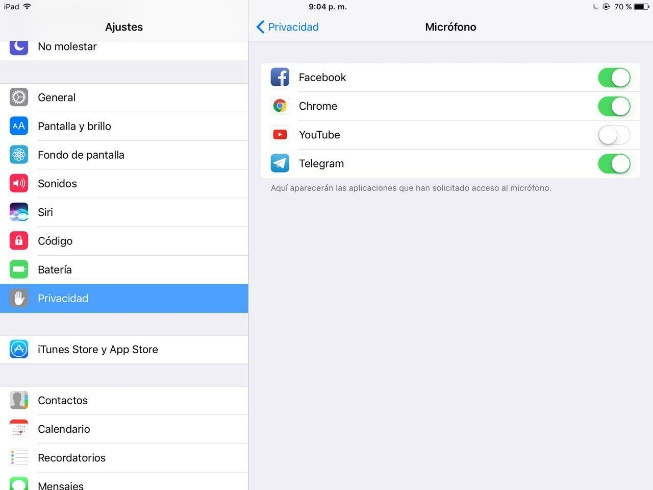 iPad
9:04 p. m.
70 %
Ajustes
Privacidad
Micrófono
No molestar
General
AA Pantalla y brillo
Fondo de pantalla
Sonidos
Siri
Código
Batería
Privacidad
iTunes Store y App Store
Contactos
Calendario
Recordatorios
Mensajes
Facebook
Chrome
YouTube
Telegram
Aquí aparecerán las aplicaciones que han solicitado acceso al micrófono.